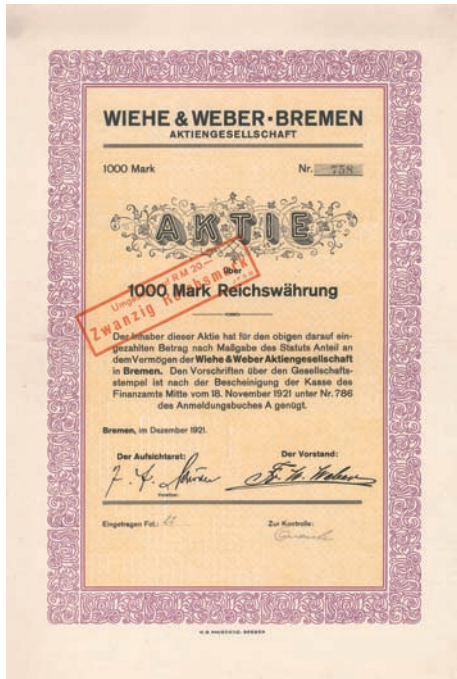 WIEHE & WEBER · BREMEN
AKTIENGESELLSCHAFT
1000 Mark Nr. 758
AKTIE
über
1000 Mark Reichswährung
Umgestellt auf RM 20.—
Zwanzig Reichsmark
Der Inhaber dieser Aktie hat für den obigen darauf ein-
gezahlten Betrag nach Maßgabe des Statuts Anteil an
dem Vermögen der Wiehe & Weber Aktiengesellschaft
in Bremen. Den Vorschriften über den Gesellschafts-
stempel ist nach der Bescheinigung der Kasse des
Finanzamts Mitte vom 18. November 1921 unter Nr. 786
des Anmeldungsbuches A genügt.
Bremen, im Dezember 1921.
Der Aufsichtsrat: Der Vorstand:
Fr. W. Weber
Vorsitzer.
Eingetragen Fol.: Zur Kontrolle:
BREMEN